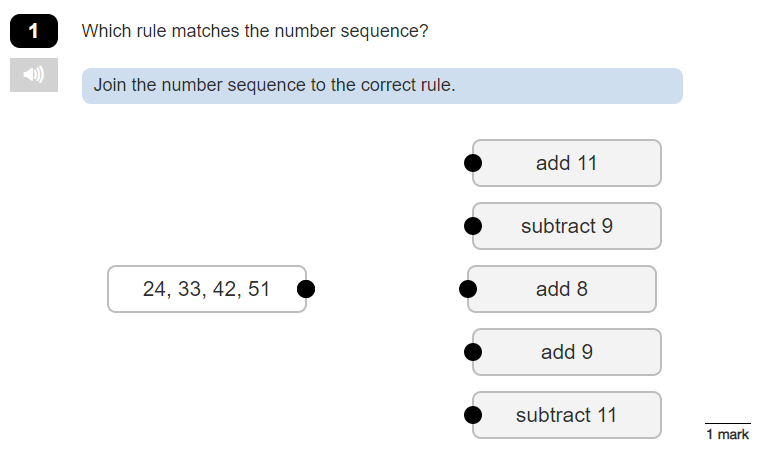 1
Which rule matches the number sequence?
Join the number sequence to the correct rule.
add 11
subtract 9
24, 33, 42, 51
add 8
add 9
subtract 11
1 mark